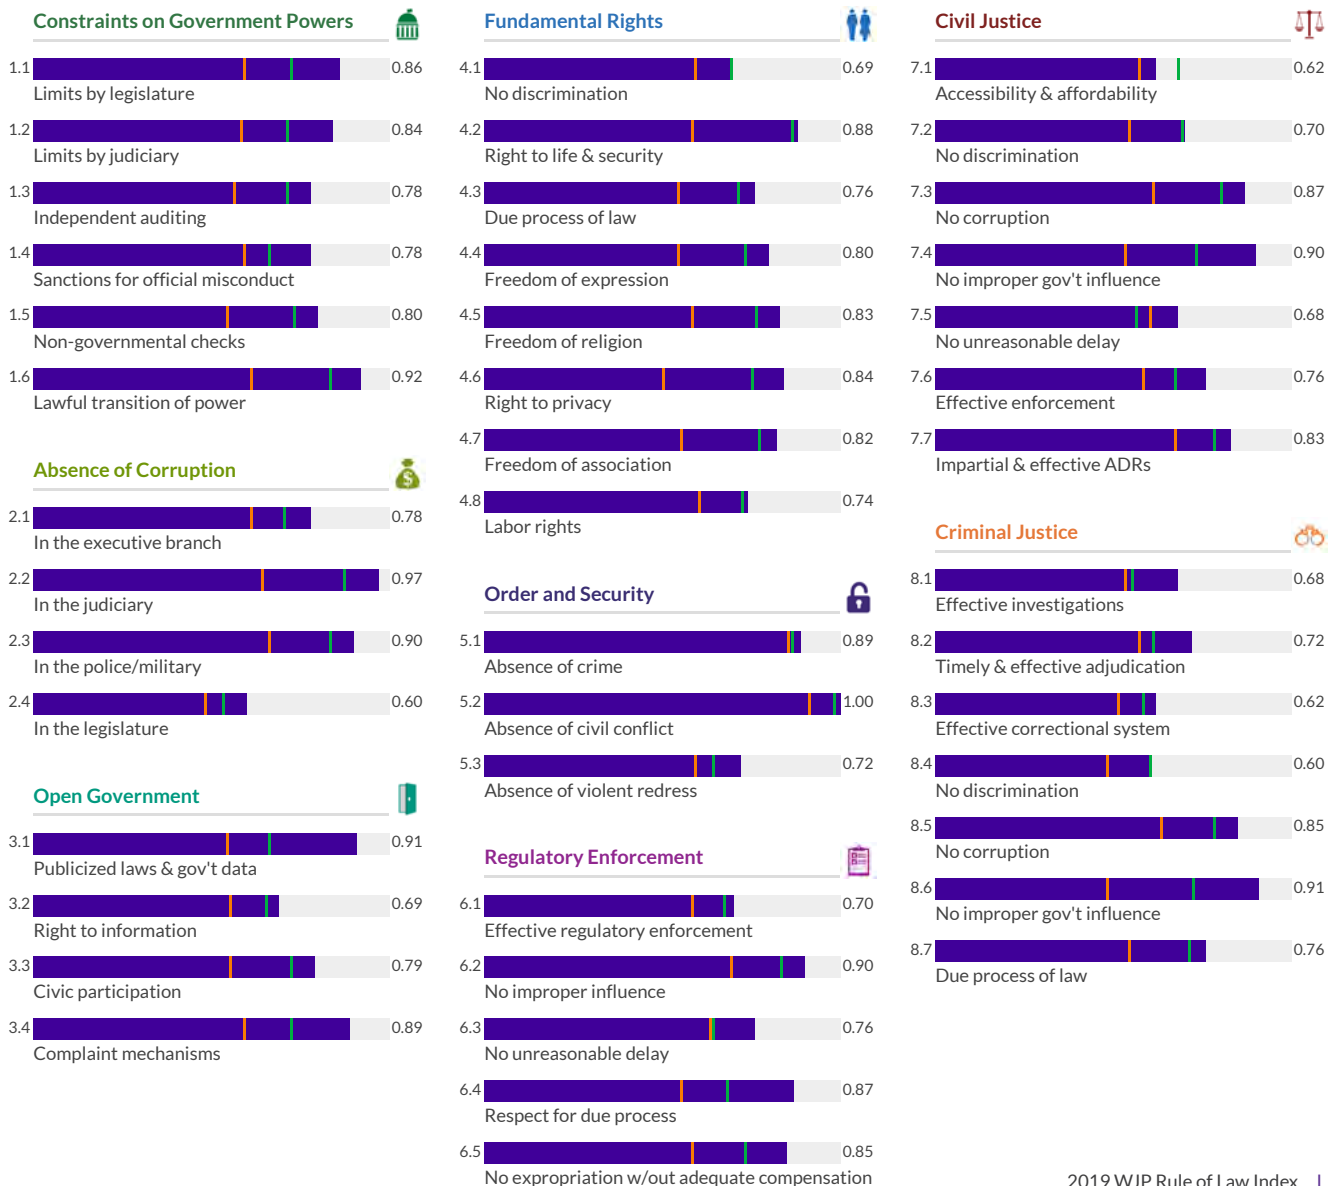 Constraints on Government Powers
1.1 0.86
Limits by legislature
1.2 0.84
Limits by judiciary
1.3 0.78
Independent auditing
1.4 0.78
Sanctions for official misconduct
1.5 0.80
Non-governmental checks
1.6 0.92
Lawful transition of power
Absence of Corruption
$
2.1 0.78
In the executive branch
2.2 0.97
In the judiciary
2.3 0.90
In the police/military
2.4 0.60
In the legislature
Open Government
3.1 0.91
Publicized laws & gov't data
3.2 0.69
Right to information
3.3 0.79
Civic participation
3.4 0.89
Complaint mechanisms
Fundamental Rights
4.1 0.69
No discrimination
4.2 0.88
Right to life & security
4.3 0.76
Due process of law
4.4 0.80
Freedom of expression
4.5 0.83
Freedom of religion
4.6 0.84
Right to privacy
4.7 0.82
Freedom of association
4.8 0.74
Labor rights
Order and Security
5.1 0.89
Absence of crime
5.2 1.00
Absence of civil conflict
5.3 0.72
Absence of violent redress
Regulatory Enforcement
6.1 0.70
Effective regulatory enforcement
6.2 0.90
No improper influence
6.3 0.76
No unreasonable delay
6.4 0.87
Respect for due process
6.5 0.85
No expropriation w/out adequate compensation
Civil Justice
7.1 0.62
Accessibility & affordability
7.2 0.70
No discrimination
7.3 0.87
No corruption
7.4 0.90
No improper gov't influence
7.5 0.68
No unreasonable delay
7.6 0.76
Effective enforcement
7.7 0.83
Impartial & effective ADRs
Criminal Justice
8.1 0.68
Effective investigations
8.2 0.72
Timely & effective adjudication
8.3 0.62
Effective correctional system
8.4 0.60
No discrimination
8.5 0.85
No corruption
8.6 0.91
No improper gov't influence
8.7 0.76
Due process of law
2019 WJP Rule of Law Index |